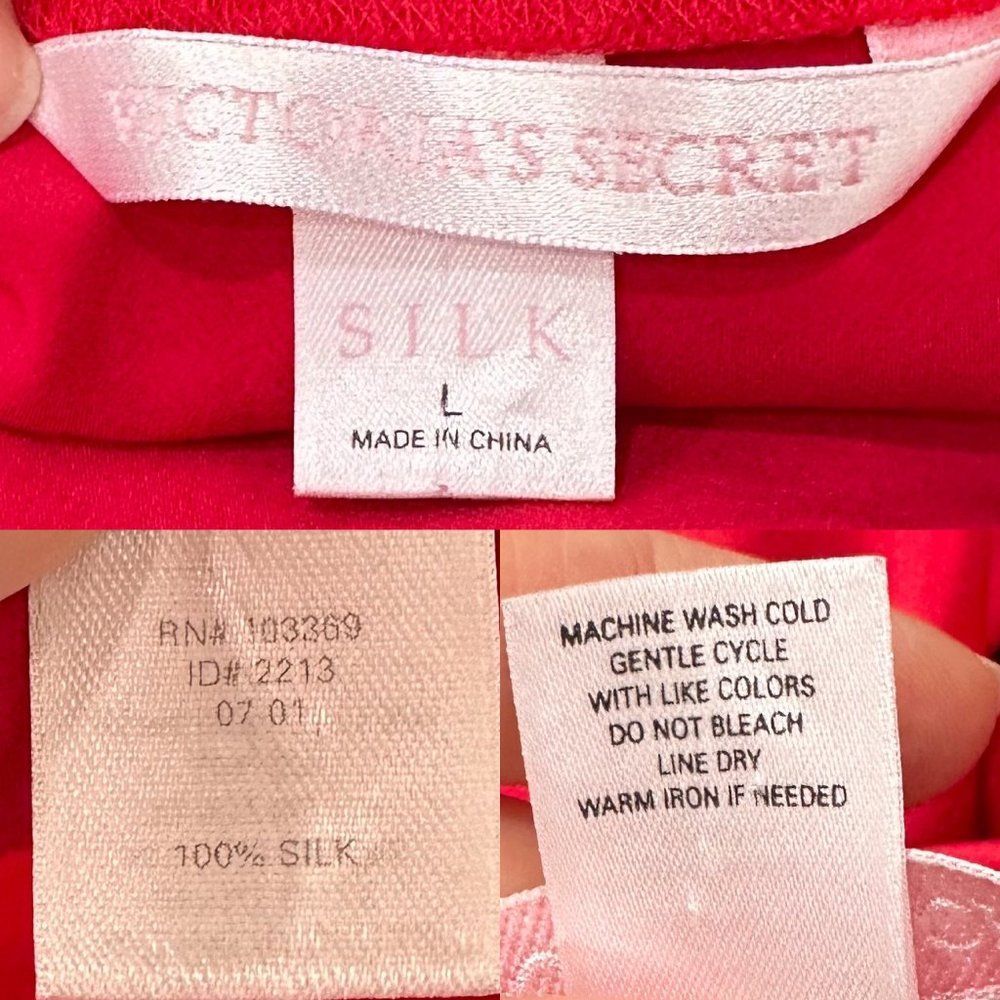 VICTORIA'S SECRET
SILK
L
MADE IN CHINA
RN# 103369
ID# 2213
07 01
100% SILK
MACHINE WASH COLD
GENTLE CYCLE
WITH LIKE COLORS
DO NOT BLEACH
LINE DRY
WARM IRON IF NEEDED